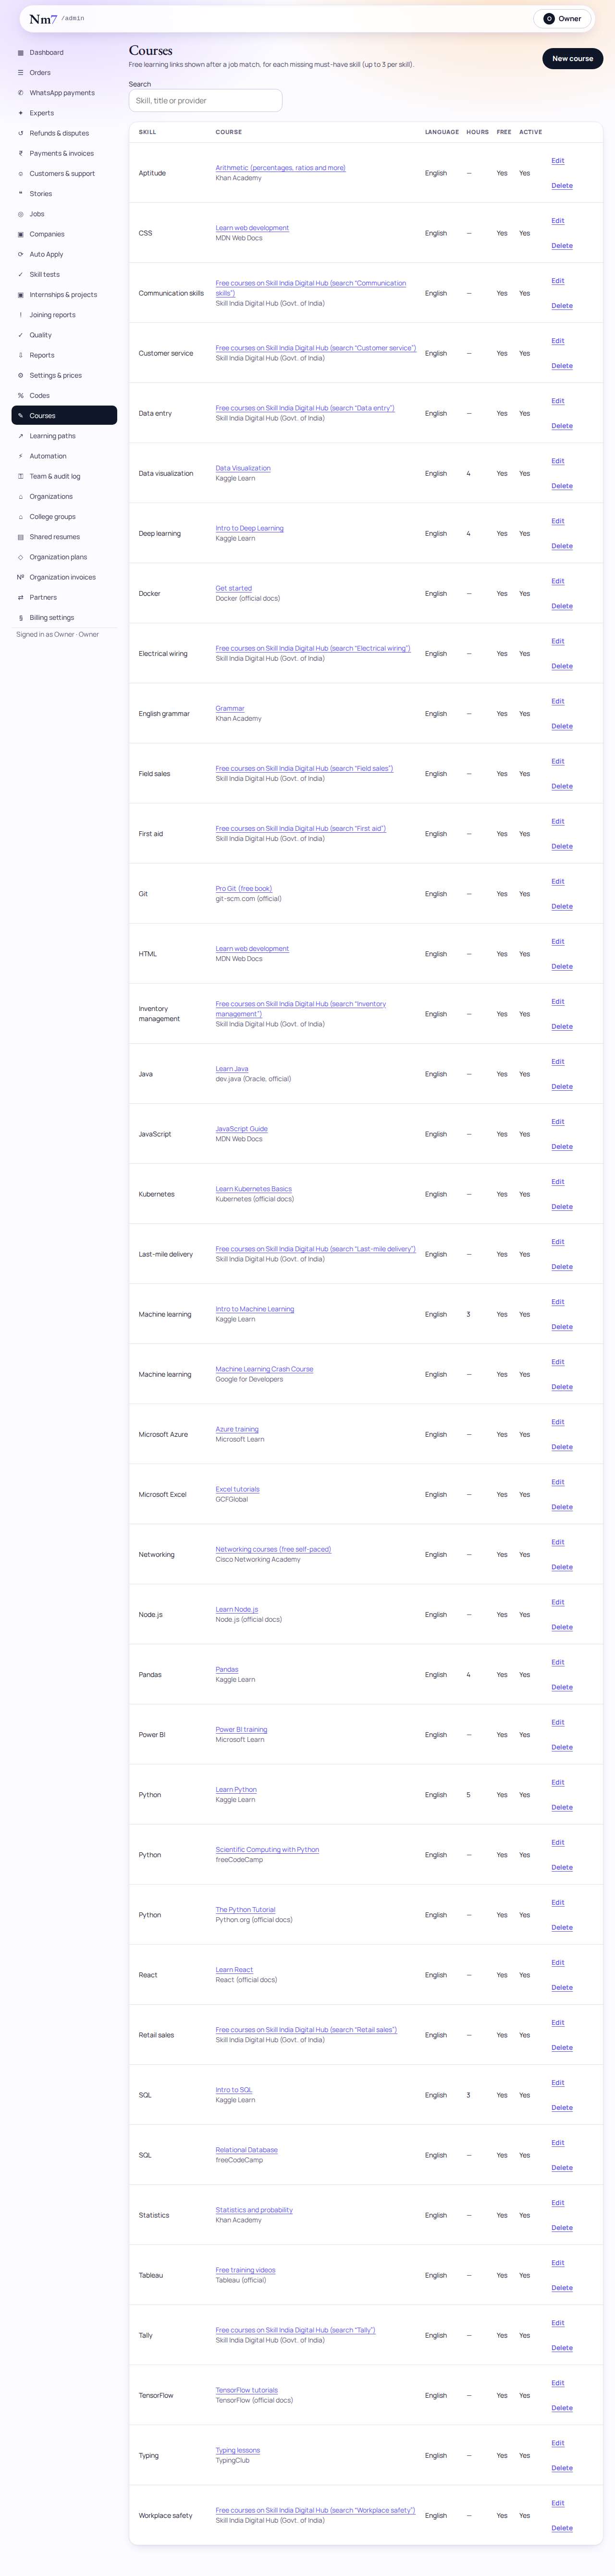 Nm7 /admin
O Owner
Dashboard
Orders
WhatsApp payments
Experts
Refunds & disputes
₹ Payments & invoices
Customers & support
Stories
Jobs
Companies
Auto Apply
Skill tests
Internships & projects
! Joining reports
Quality
Reports
Settings & prices
% Codes
Courses
Learning paths
Automation
Team & audit log
Organizations
College groups
Shared resumes
Organization plans
Nº Organization invoices
Partners
§ Billing settings
Signed in as Owner · Owner
Courses
Free learning links shown after a job match, for each missing must-have skill (up to 3 per skill).
New course
Search
Skill, title or provider
SKILL COURSE LANGUAGE HOURS FREE ACTIVE
Edit
Arithmetic (percentages, ratios and more)
Aptitude English — Yes Yes
Khan Academy
Delete
Edit
Learn web development
CSS English — Yes Yes
MDN Web Docs
Delete
Edit
Free courses on Skill India Digital Hub (search “Communication
Communication skills skills”) English — Yes Yes
Skill India Digital Hub (Govt. of India)
Delete
Edit
Free courses on Skill India Digital Hub (search “Customer service”)
Customer service English — Yes Yes
Skill India Digital Hub (Govt. of India)
Delete
Edit
Free courses on Skill India Digital Hub (search “Data entry”)
Data entry English — Yes Yes
Skill India Digital Hub (Govt. of India)
Delete
Edit
Data Visualization
Data visualization English 4 Yes Yes
Kaggle Learn
Delete
Edit
Intro to Deep Learning
Deep learning English 4 Yes Yes
Kaggle Learn
Delete
Edit
Get started
Docker English — Yes Yes
Docker (official docs)
Delete
Edit
Free courses on Skill India Digital Hub (search “Electrical wiring”)
Electrical wiring English — Yes Yes
Skill India Digital Hub (Govt. of India)
Delete
Edit
Grammar
English grammar English — Yes Yes
Khan Academy
Delete
Edit
Free courses on Skill India Digital Hub (search “Field sales”)
Field sales English — Yes Yes
Skill India Digital Hub (Govt. of India)
Delete
Edit
Free courses on Skill India Digital Hub (search “First aid”)
First aid English — Yes Yes
Skill India Digital Hub (Govt. of India)
Delete
Edit
Pro Git (free book)
Git English — Yes Yes
git-scm.com (official)
Delete
Edit
Learn web development
HTML English — Yes Yes
MDN Web Docs
Delete
Edit
Free courses on Skill India Digital Hub (search “Inventory
Inventory management management”) English — Yes Yes
Skill India Digital Hub (Govt. of India)
Delete
Edit
Learn Java
Java English — Yes Yes
dev.java (Oracle, official)
Delete
Edit
JavaScript Guide
JavaScript English — Yes Yes
MDN Web Docs
Delete
Edit
Learn Kubernetes Basics
Kubernetes English — Yes Yes
Kubernetes (official docs)
Delete
Edit
Free courses on Skill India Digital Hub (search “Last-mile delivery”)
Last-mile delivery English — Yes Yes
Skill India Digital Hub (Govt. of India)
Delete
Edit
Intro to Machine Learning
Machine learning English 3 Yes Yes
Kaggle Learn
Delete
Edit
Machine Learning Crash Course
Machine learning English — Yes Yes
Google for Developers
Delete
Edit
Azure training
Microsoft Azure English — Yes Yes
Microsoft Learn
Delete
Edit
Excel tutorials
Microsoft Excel English — Yes Yes
GCFGlobal
Delete
Edit
Networking courses (free self-paced)
Networking English — Yes Yes
Cisco Networking Academy
Delete
Edit
Learn Node.js
Node.js English — Yes Yes
Node.js (official docs)
Delete
Edit
Pandas
Pandas English 4 Yes Yes
Kaggle Learn
Delete
Edit
Power BI training
Power BI English — Yes Yes
Microsoft Learn
Delete
Edit
Learn Python
Python English 5 Yes Yes
Kaggle Learn
Delete
Edit
Scientific Computing with Python
Python English — Yes Yes
freeCodeCamp
Delete
Edit
The Python Tutorial
Python English — Yes Yes
Python.org (official docs)
Delete
Edit
Learn React
React English — Yes Yes
React (official docs)
Delete
Edit
Free courses on Skill India Digital Hub (search “Retail sales”)
Retail sales English — Yes Yes
Skill India Digital Hub (Govt. of India)
Delete
Edit
Intro to SQL
SQL English 3 Yes Yes
Kaggle Learn
Delete
Edit
Relational Database
SQL English — Yes Yes
freeCodeCamp
Delete
Edit
Statistics and probability
Statistics English — Yes Yes
Khan Academy
Delete
Edit
Free training videos
Tableau English — Yes Yes
Tableau (official)
Delete
Edit
Free courses on Skill India Digital Hub (search “Tally”)
Tally English — Yes Yes
Skill India Digital Hub (Govt. of India)
Delete
Edit
TensorFlow tutorials
TensorFlow English — Yes Yes
TensorFlow (official docs)
Delete
Edit
Typing lessons
Typing English — Yes Yes
TypingClub
Delete
Edit
Free courses on Skill India Digital Hub (search “Workplace safety”)
Workplace safety English — Yes Yes
Skill India Digital Hub (Govt. of India)
Delete